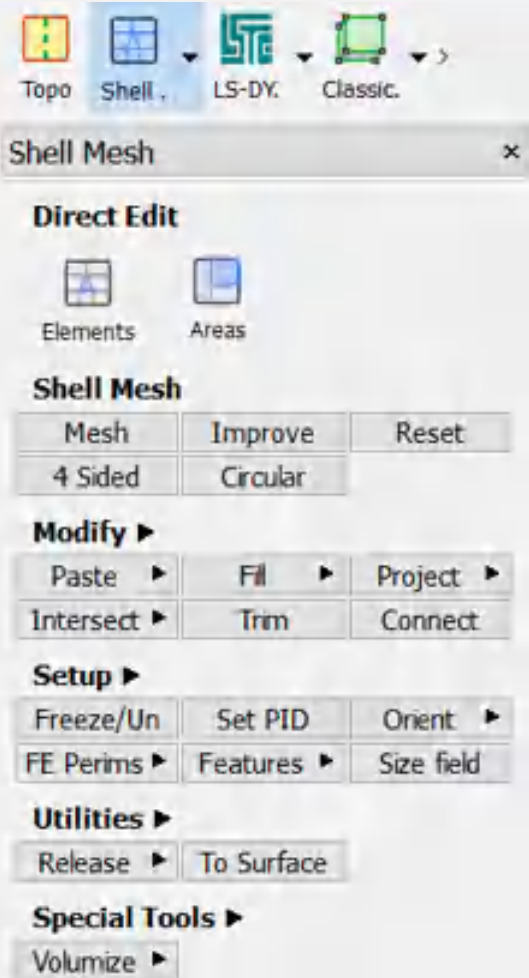 Topo Shell . LS-DY. Classic.
Shell Mesh
Direct Edit
Elements Areas
Shell Mesh
Mesh Improve Reset
4 Sided Circular
Modify
Paste Fill Project
Intersect Trim Connect
Setup
Freeze/Un Set PID Orient
FE Perims Features Size field
Utilities
Release To Surface
Special Tools
Volumize